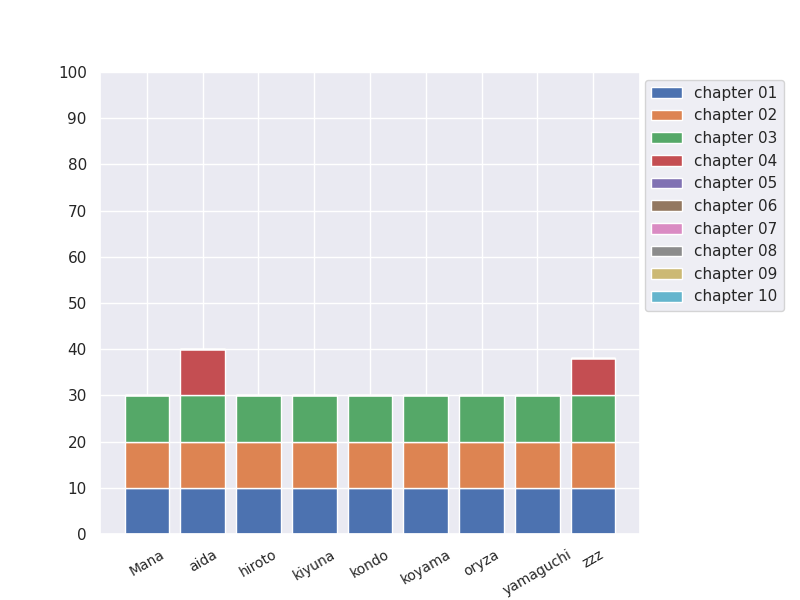 100
90
80
70
60
50
40
30
20
10
0
Mana
aida
hiroto
kiyuna
kondo
koyama
oryza
yamaguchi
zzz
chapter 01
chapter 02
chapter 03
chapter 04
chapter 05
chapter 06
chapter 07
chapter 08
chapter 09
chapter 10